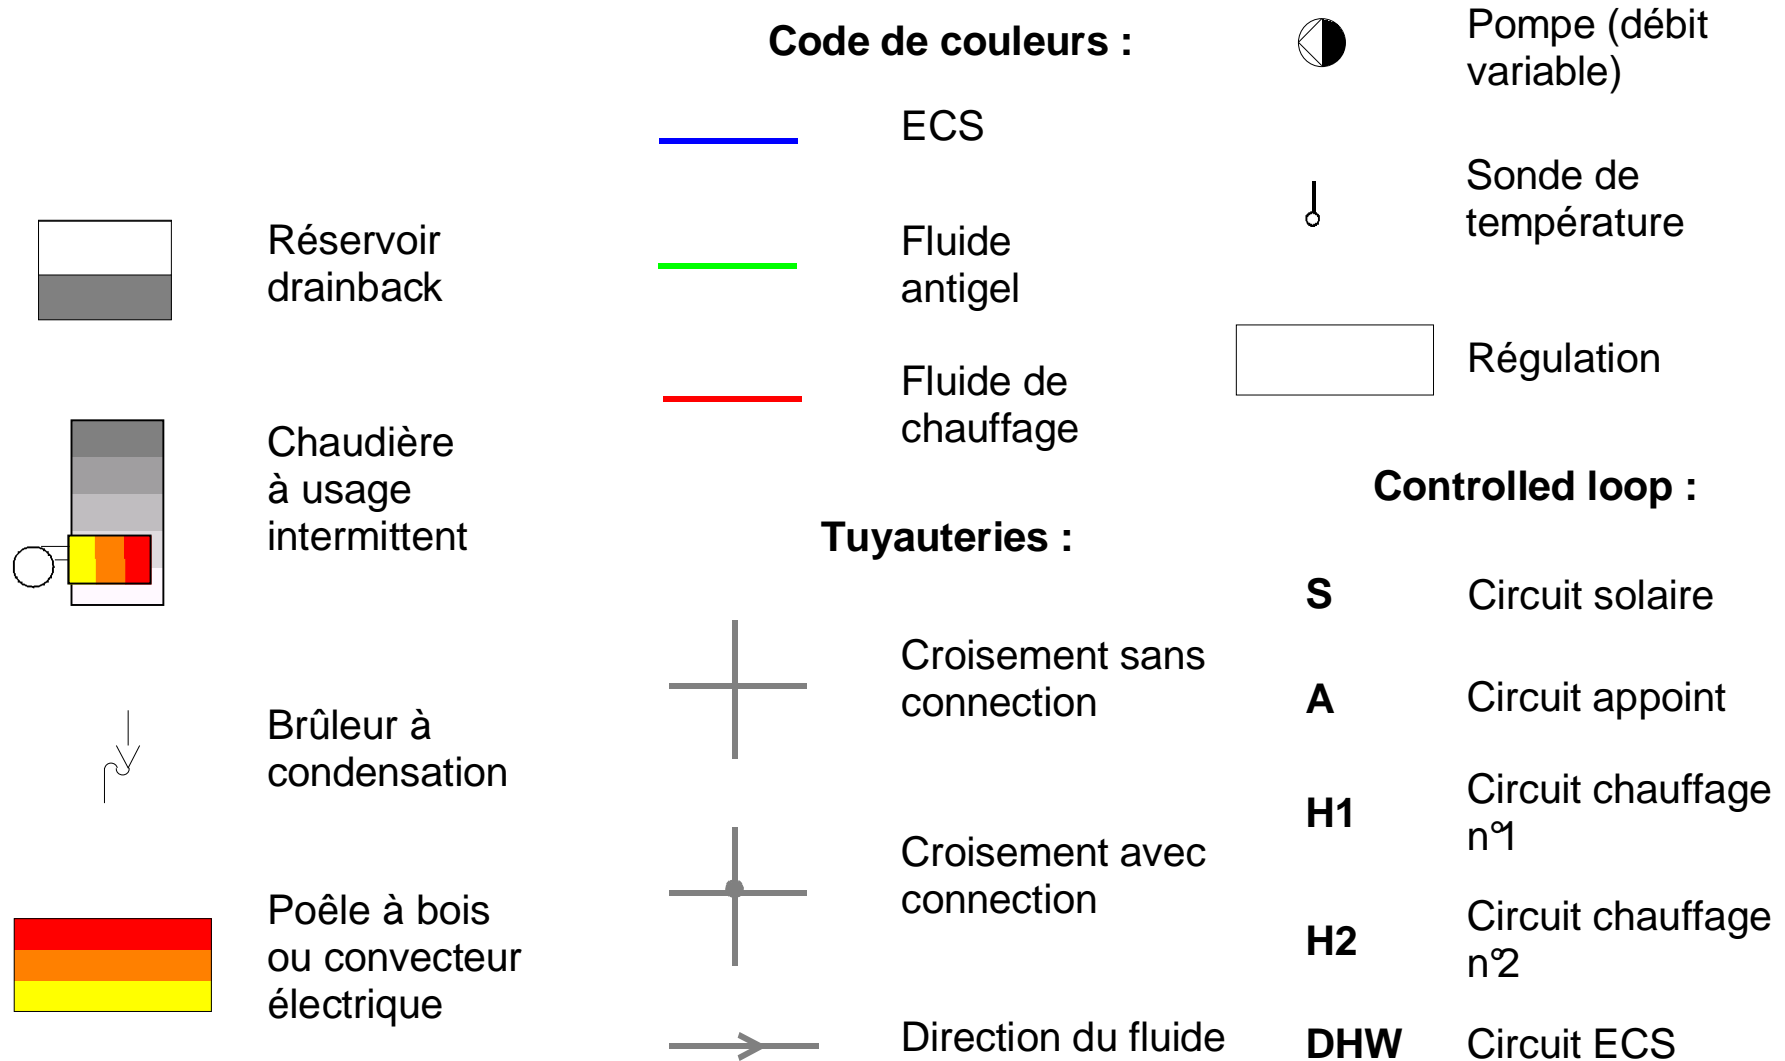 Réservoir
drainback
Chaudière
à usage
intermittent
Brûleur à
condensation
Poêle à bois
ou convecteur
électrique
Code de couleurs :
ECS
Fluide
antigel
Fluide de
chauffage
Tuyauteries :
Croisement sans
connection
Croisement avec
connection
Direction du fluide
Pompe (débit
variable)
Sonde de
température
Régulation
Controlled loop :
S Circuit solaire
A Circuit appoint
H1 Circuit chauffage
n°1
H2 Circuit chauffage
n°2
DHW Circuit ECS